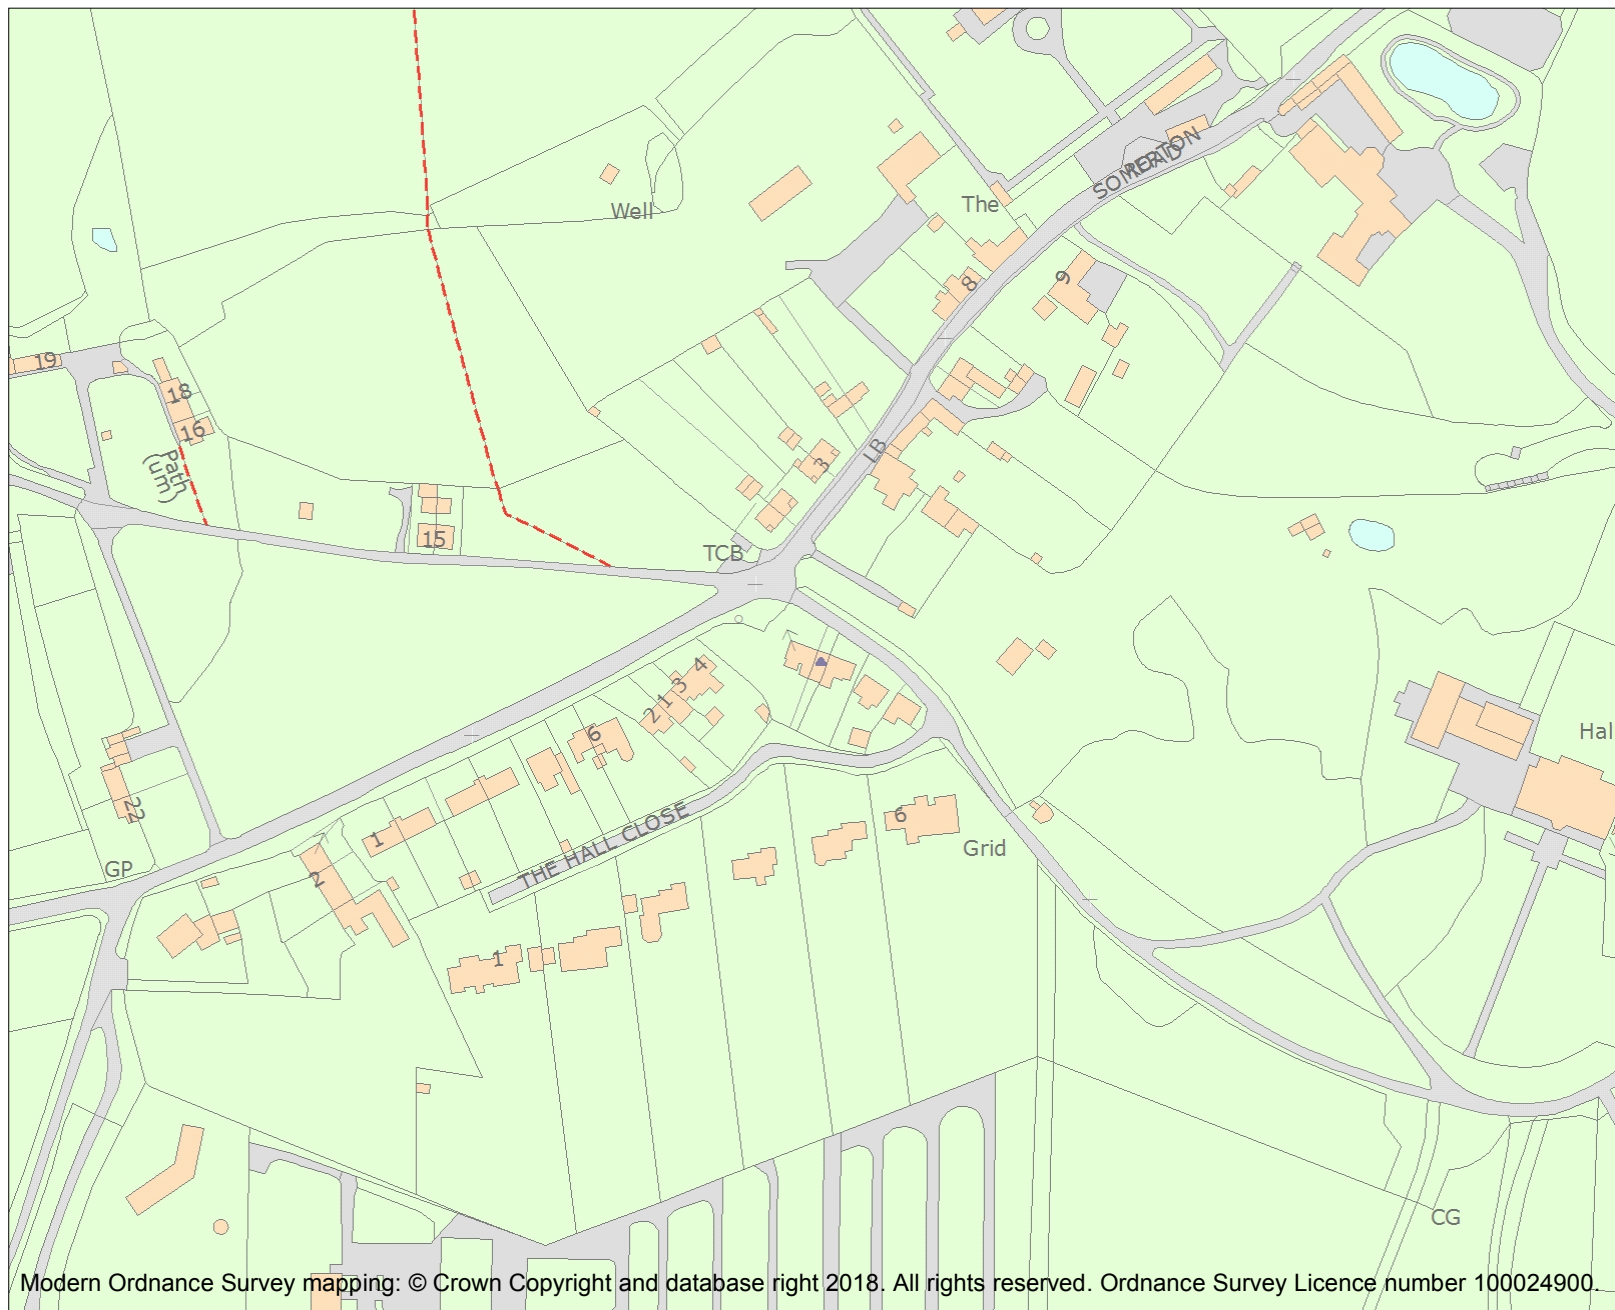 SOMERTON
ROAD
Well
The
8
9
19
18
16
Path
(um)
3
LB
15
TCB
4
3
1
2
6
Hal
22
1
THE HALL CLOSE
6
Grid
GP
2
1
CG
Modern Ordnance Survey mapping: © Crown Copyright and database right 2018. All rights reserved. Ordnance Survey Licence number 100024900.